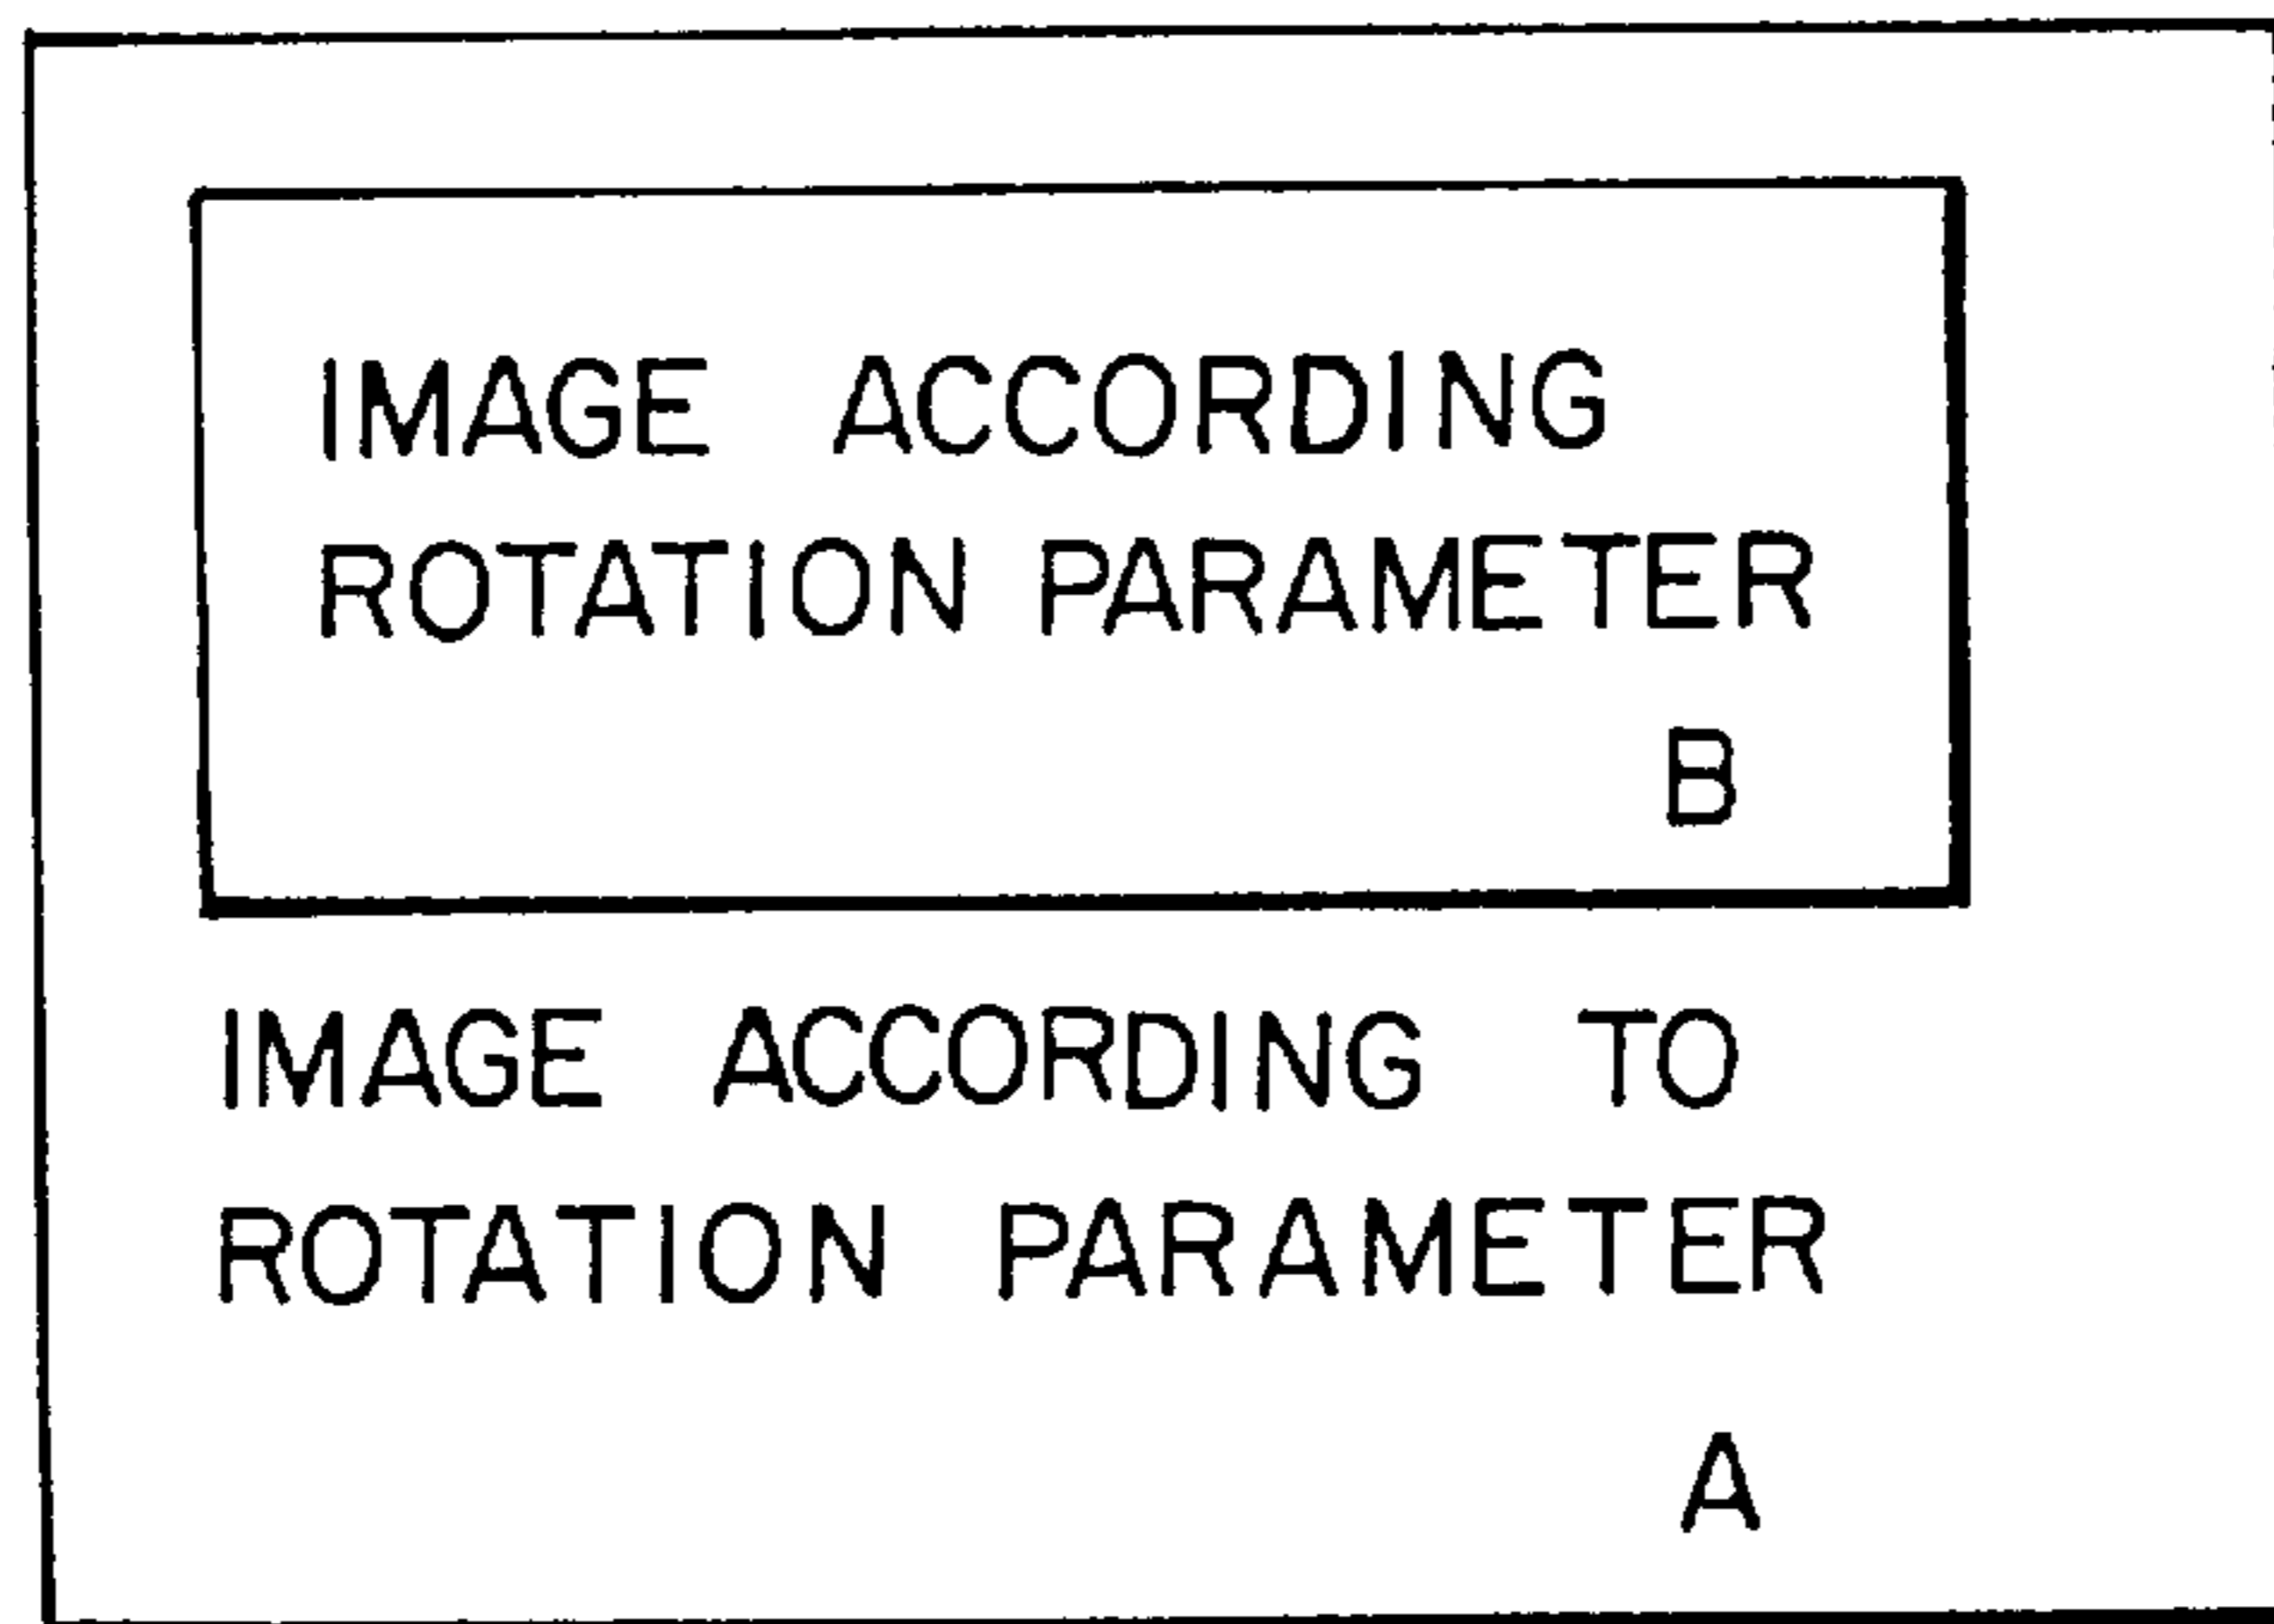 IMAGE ACCORDING
ROTATION PARAMETER
B
IMAGE ACCORDING TO
ROTATION PARAMETER
A